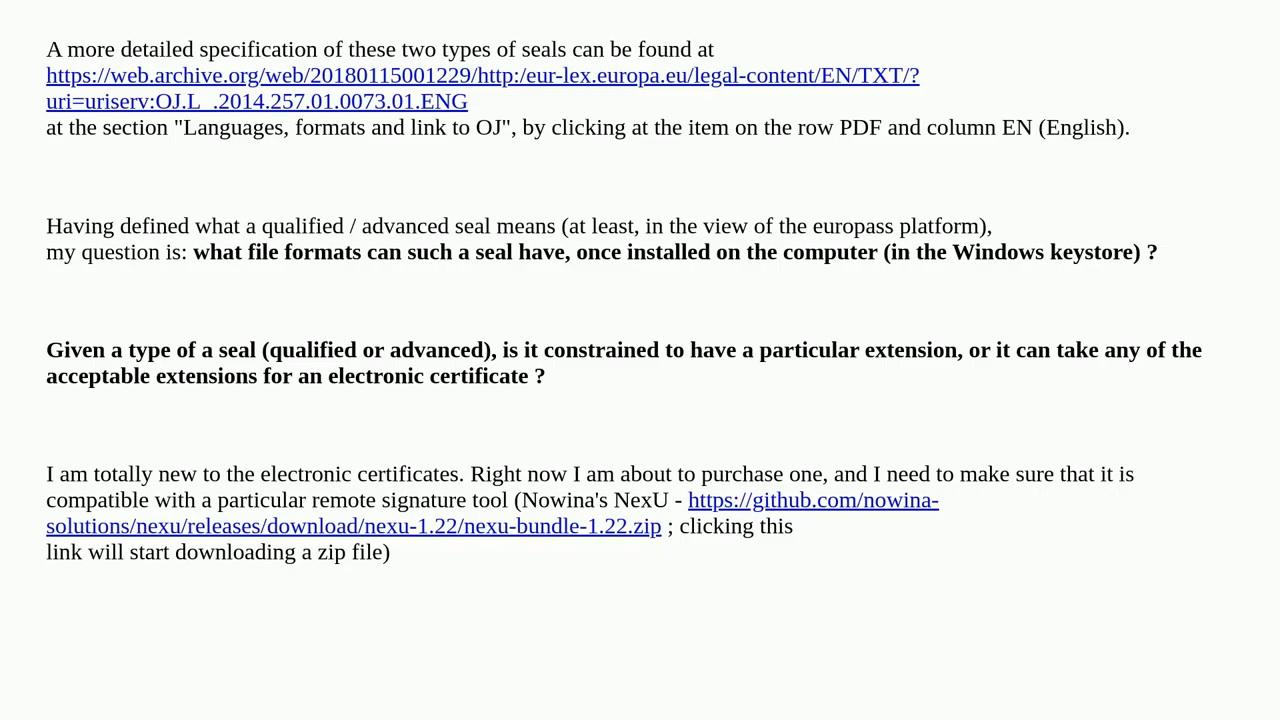 A more detailed specification of these two types of seals can be found at
https://web.archive.org/web/20180115001229/http:/eur-lex.europa.eu/legal-content/EN/TXT/?
uri=uriserv:OJ.L_.2014.257.01.0073.01.ENG
at the section "Languages, formats and link to OJ", by clicking at the item on the row PDF and column EN (English).
Having defined what a qualified / advanced seal means (at least, in the view of the europass platform),
my question is: what file formats can such a seal have, once installed on the computer (in the Windows keystore) ?
Given a type of a seal (qualified or advanced), is it constrained to have a particular extension, or it can take any of the
acceptable extensions for an electronic certificate ?
I am totally new to the electronic certificates. Right now I am about to purchase one, and I need to make sure that it is
compatible with a particular remote signature tool (Nowina's NexU - https://github.com/nowina-
solutions/nexu/releases/download/nexu-1.22/nexu-bundle-1.22.zip ; clicking this
link will start downloading a zip file)